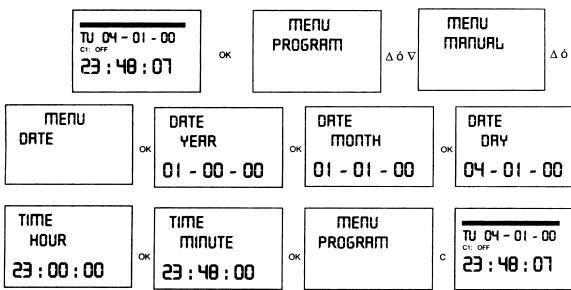 TU 04 - 01 - 00
C1: OFF
23 : 48 : 07
OK
MENU
PROGRAM
Δ ó ∇
MENU
MANUAL
Δ ó
MENU
DATE
OK
DATE
YEAR
01 - 00 - 00
OK
DATE
MONTH
01 - 01 - 00
OK
DATE
DAY
04 - 01 - 00
TIME
HOUR
23 : 00 : 00
OK
TIME
MINUTE
23 : 48 : 00
OK
MENU
PROGRAM
C
TU 04 - 01 - 00
C1: OFF
23 : 48 : 07